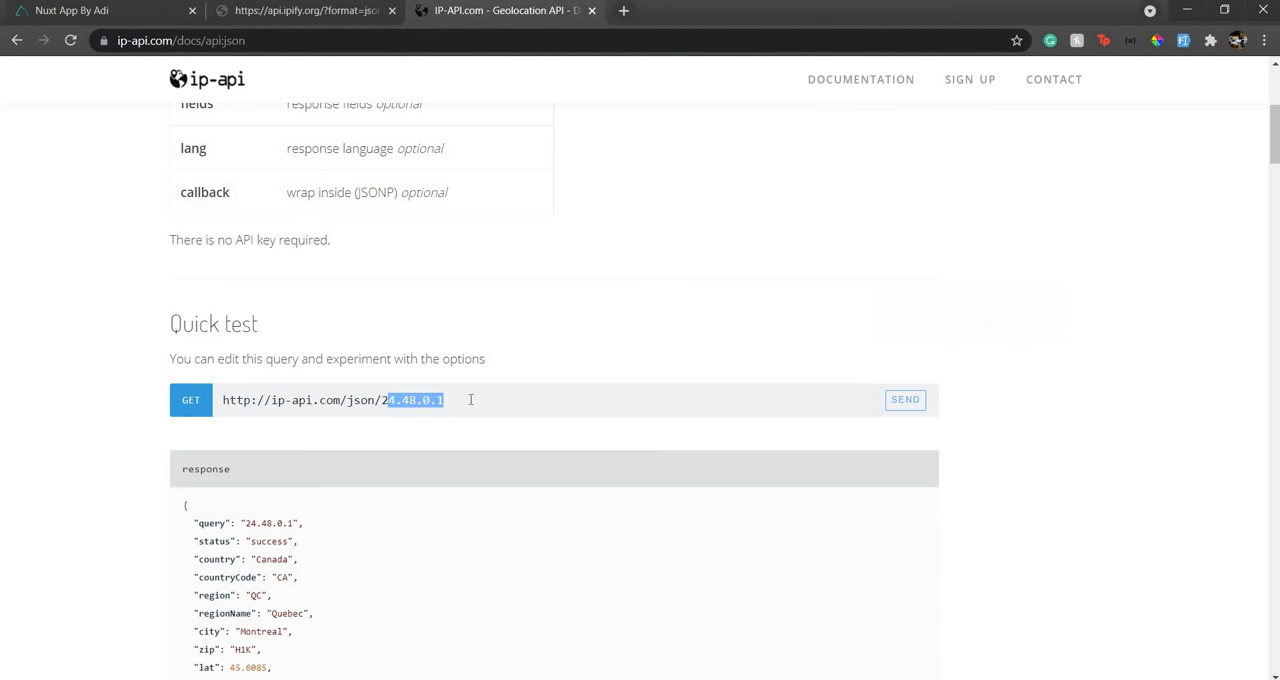 Nuxt App By Adi
https://api.ipify.org/?format=jso
IP-API.com - Geolocation API - D
ip-api.com/docs/api:json
ip-api
DOCUMENTATION
SIGN UP
CONTACT
fields response fields optional
lang response language optional
callback wrap inside (JSONP) optional
There is no API key required.
Quick test
You can edit this query and experiment with the options
GET http://ip-api.com/json/24.48.0.1 SEND
response
{
"query": "24.48.0.1",
"status": "success",
"country": "Canada",
"countryCode": "CA",
"region": "QC",
"regionName": "Quebec",
"city": "Montreal",
"zip": "H1K",
"lat": 45.6085,